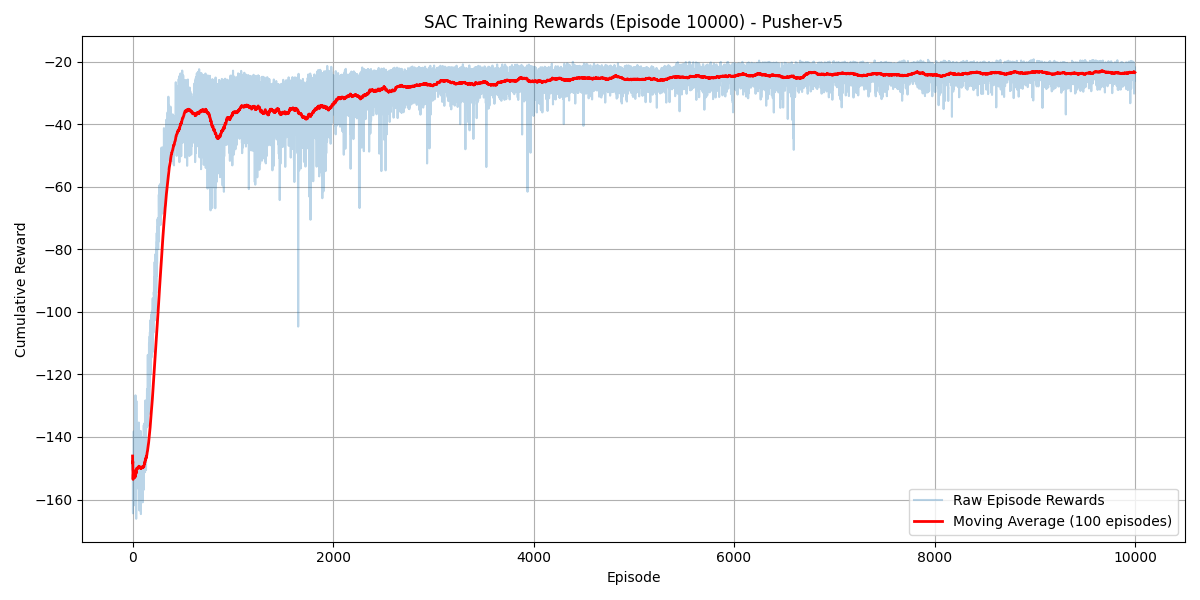 SAC Training Rewards (Episode 10000) - Pusher-v5
Cumulative Reward
−20
−40
−60
−80
−100
−120
−140
−160
0
2000
4000
6000
8000
10000
Episode
Raw Episode Rewards
Moving Average (100 episodes)